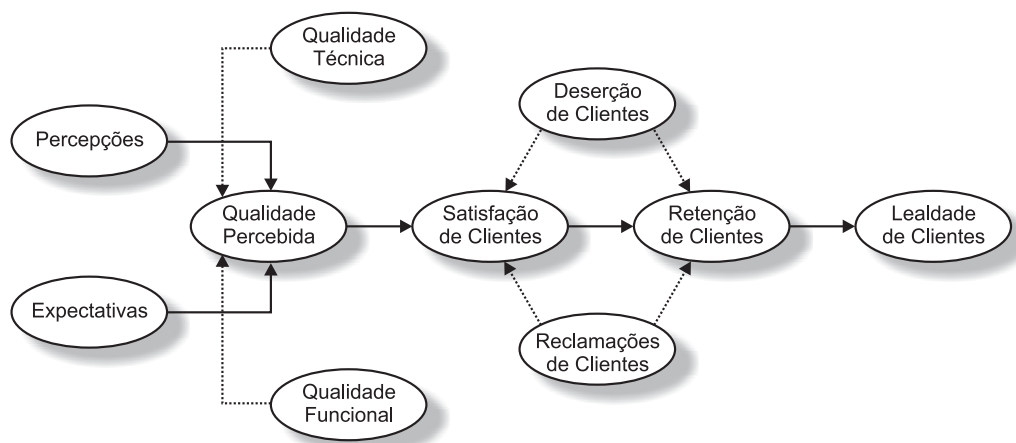 Qualidade
Técnica
Deserção
de Clientes
Percepções
Qualidade
Percebida
Satisfação
de Clientes
Retenção
de Clientes
Lealdade
de Clientes
Expectativas
Reclamações
de Clientes
Qualidade
Funcional